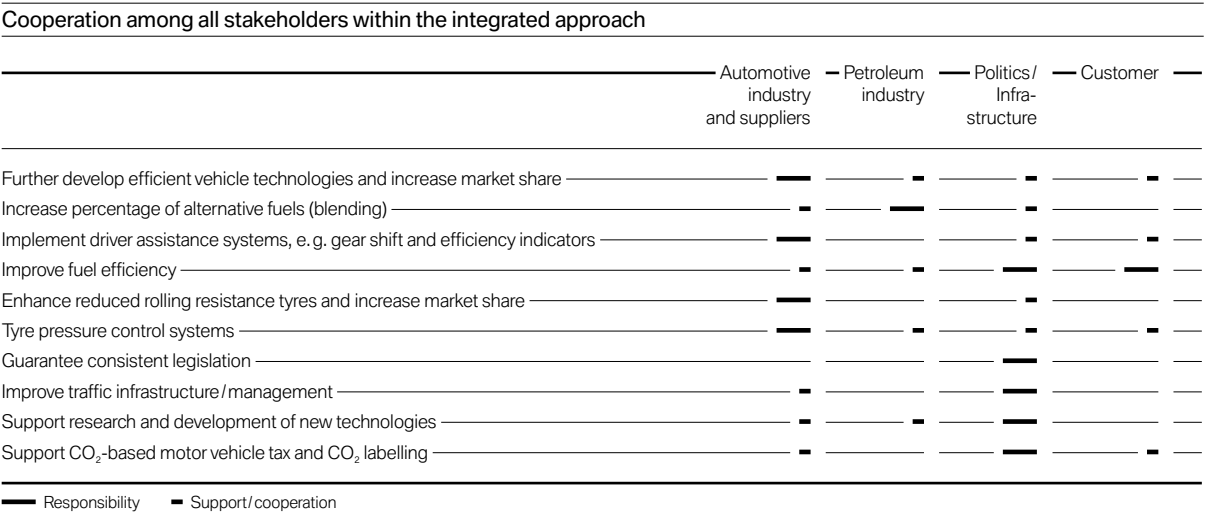 Cooperation among all stakeholders within the integrated approach
Automotive industry and suppliers
Petroleum industry
Politics/ Infra-structure
Customer
Further develop efficient vehicle technologies and increase market share
Increase percentage of alternative fuels (blending)
Implement driver assistance systems, e. g. gear shift and efficiency indicators
Improve fuel efficiency
Enhance reduced rolling resistance tyres and increase market share
Tyre pressure control systems
Guarantee consistent legislation
Improve traffic infrastructure/management
Support research and development of new technologies
Support CO₂-based motor vehicle tax and CO₂ labelling
Responsibility Support/cooperation